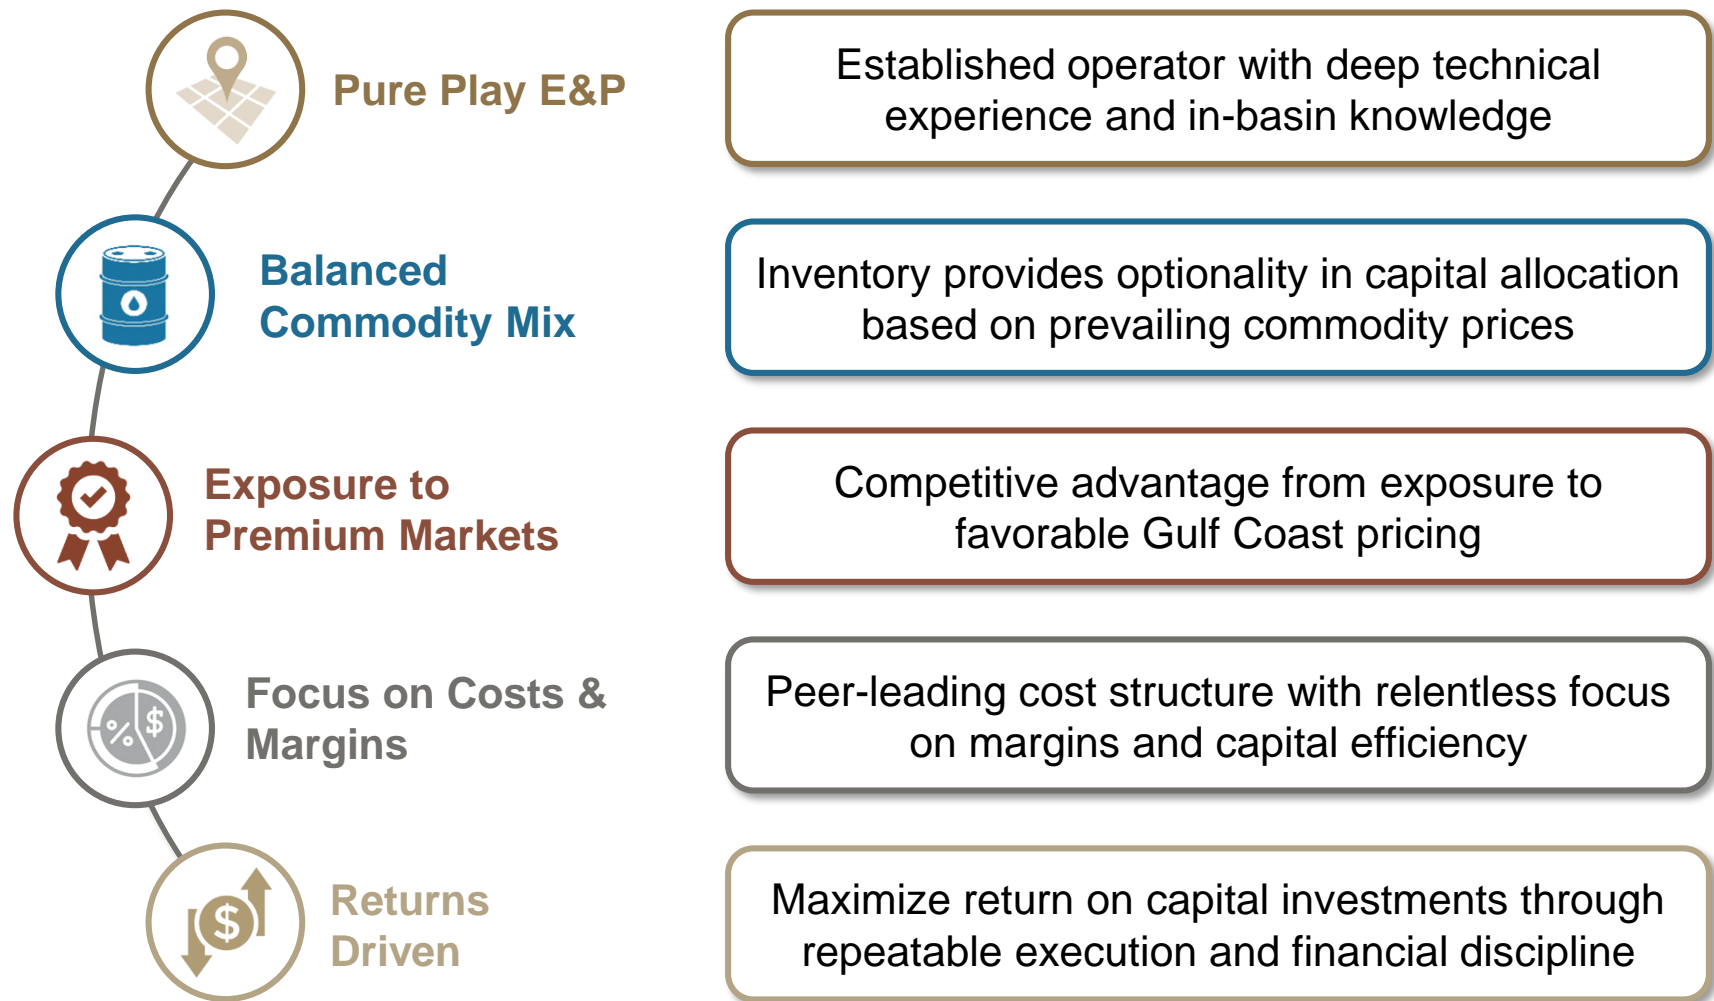 Pure Play E&P
Established operator with deep technical
experience and in-basin knowledge
Balanced
Commodity Mix
Inventory provides optionality in capital allocation
based on prevailing commodity prices
Exposure to
Premium Markets
Competitive advantage from exposure to
favorable Gulf Coast pricing
Focus on Costs &
Margins
%
$
Peer-leading cost structure with relentless focus
on margins and capital efficiency
Returns
Driven
$
Maximize return on capital investments through
repeatable execution and financial discipline